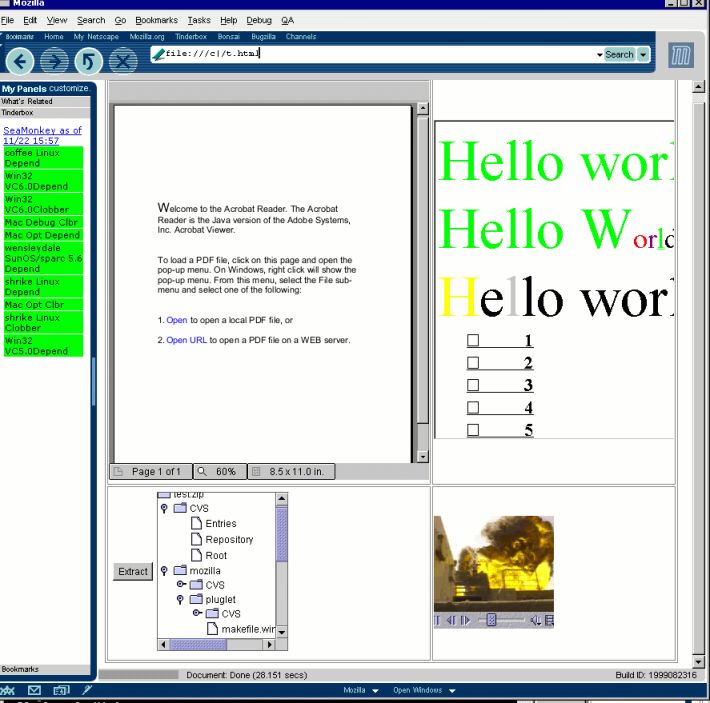 Mozilla
File Edit View Search Go Bookmarks Tasks Help Debug QA
Bookmarks Home My Netscape Mozilla.org Tinderbox Bonsai Bugzilla Channels
file:///c|/t.html Search
My Panels customize.
What's Related
Tinderbox
SeaMonkey as of
11/22 15:57
coffee Linux
Depend
Win32
VC6.0Depend
Win32
VC6.0Clobber
Mac Debug Clbr
Mac Opt Depend
wensleydale
SunOS/sparc 5.6
Depend
shrike Linux
Depend
Mac Opt Clbr
shrike Linux
Clobber
Win32
VC5.0Depend
Bookmarks
Welcome to the Acrobat Reader. The Acrobat
Reader is the Java version of the Adobe Systems,
Inc. Acrobat Viewer.
To load a PDF file, click on this page and open the
pop-up menu. On Windows, right click will show the
pop-up menu. From this menu, select the File sub-
menu and select one of the following:
1. Open to open a local PDF file, or
2. Open URL to open a PDF file on a WEB server.
Page 1 of 1 60% 8.5 x 11.0 in.
Hello worl
Hello World
Hello worl
1
2
3
4
5
Extract
test.zip
CVS
Entries
Repository
Root
mozilla
CVS
pluglet
CVS
makefile.win
Document: Done (28.151 secs) Build ID: 1999082316
Mozilla Open Windows